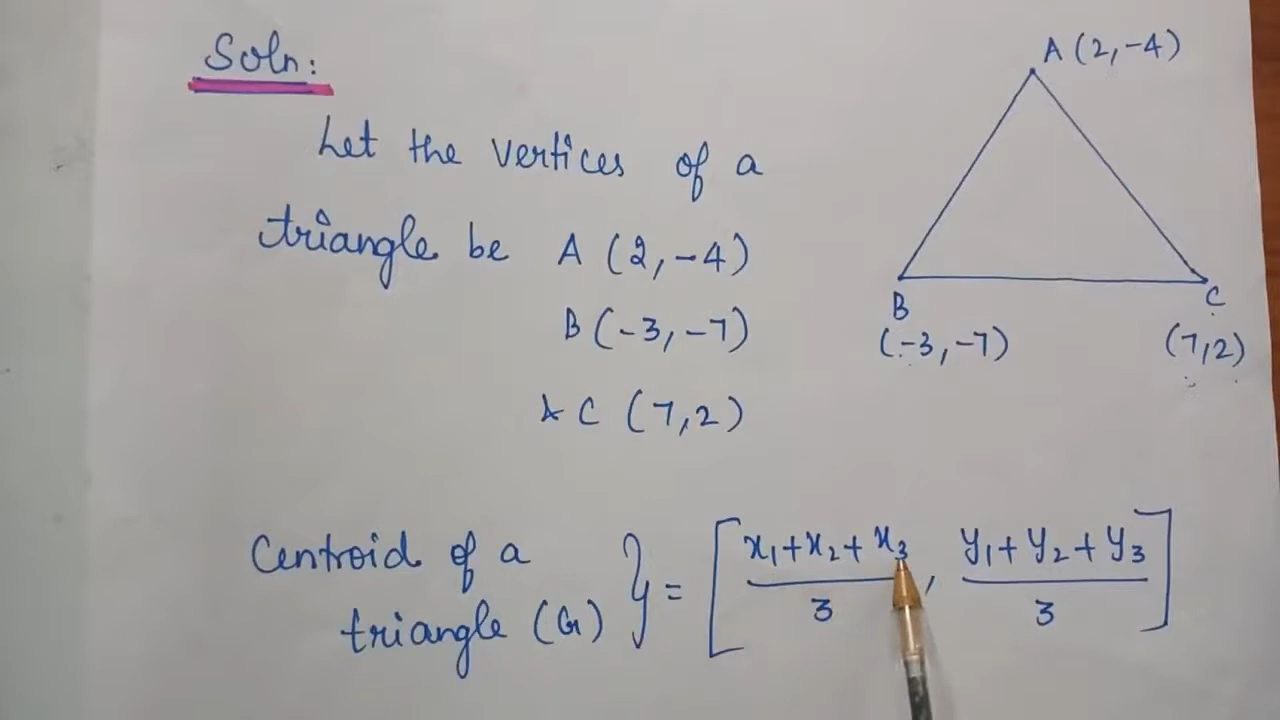 Soln:
Let the vertices of a
triangle be A (2, -4)
B (-3, -7)
& C (7,2)
A (2, -4)
B
(-3, -7)
C
(7,2)
Centroid of a
triangle (G) } = [ x₁+x₂+x₃ / 3 , y₁+y₂+y₃ / 3 ]